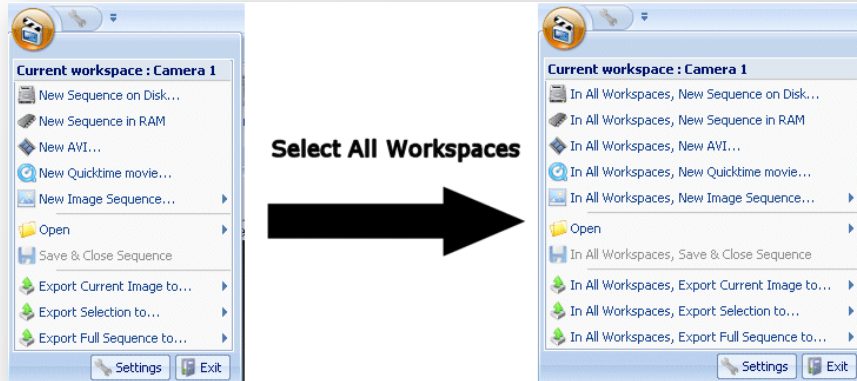 Current workspace : Camera 1
New Sequence on Disk...
New Sequence in RAM
New AVI...
New Quicktime movie...
New Image Sequence...
Open
Save & Close Sequence
Export Current Image to...
Export Selection to...
Export Full Sequence to...
Settings
Exit
Select All Workspaces
Current workspace : Camera 1
In All Workspaces, New Sequence on Disk...
In All Workspaces, New Sequence in RAM
In All Workspaces, New AVI...
In All Workspaces, New Quicktime movie...
In All Workspaces, New Image Sequence...
Open
In All Workspaces, Save & Close Sequence
In All Workspaces, Export Current Image to...
In All Workspaces, Export Selection to...
In All Workspaces, Export Full Sequence to...
Settings
Exit